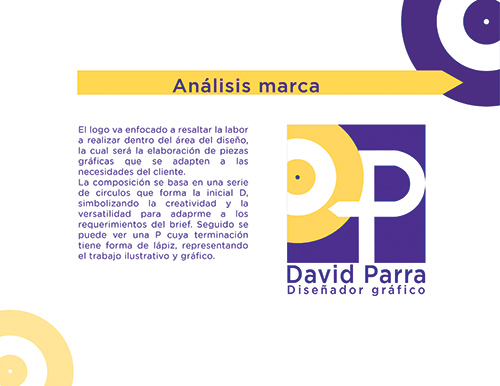 Análisis marca
El logo va enfocado a resaltar la labor
a realizar dentro del área del diseño,
la cual será la elaboración de piezas
gráficas que se adapten a las
necesidades del cliente.
La composición se basa en una serie
de circulos que forma la inicial D,
simbolizando la creatividad y la
versatilidad para adaprme a los
requerimientos del brief. Seguido se
puede ver una P cuya terminación
tiene forma de lápiz, representando
el trabajo ilustrativo y gráfico.
David Parra
Diseñador gráfico